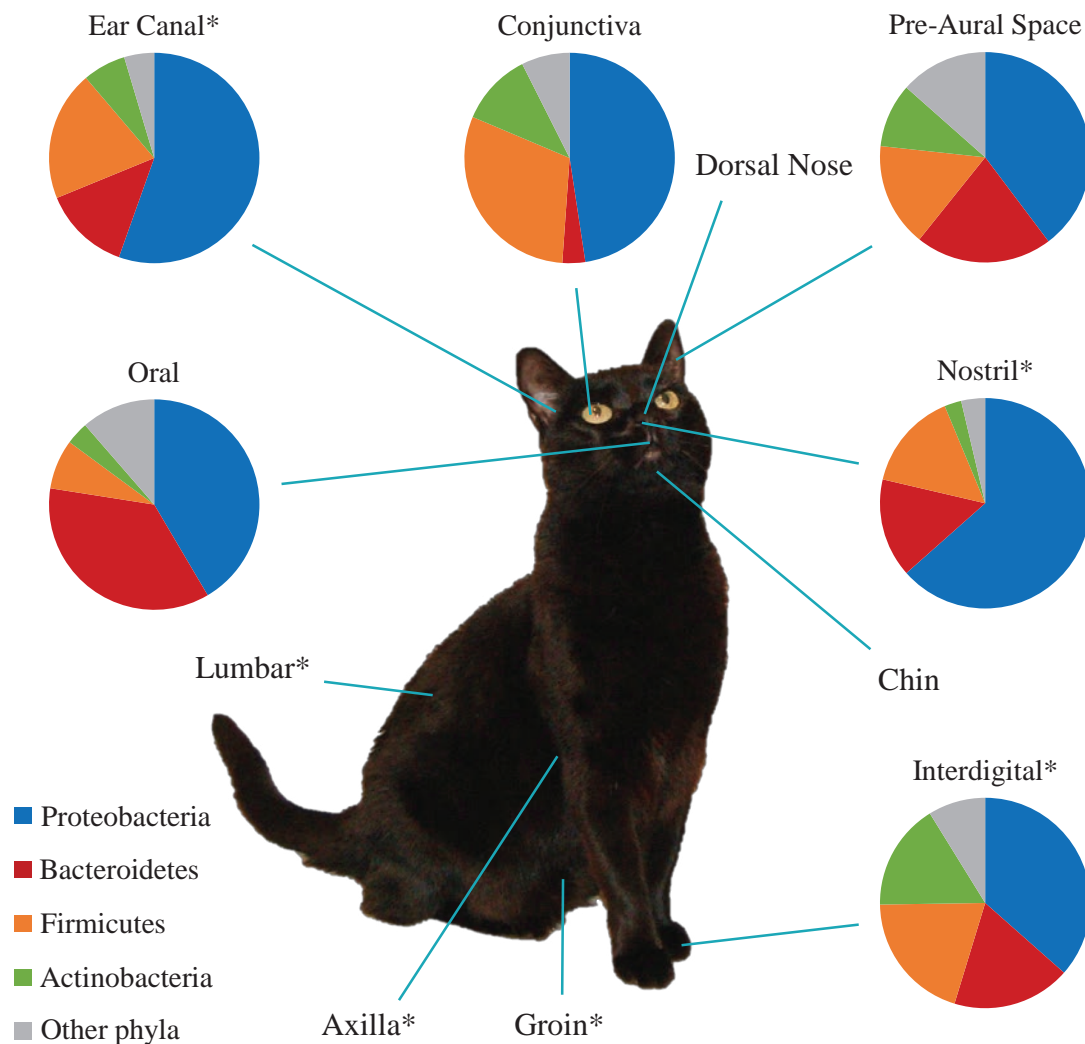 Ear Canal*
Conjunctiva
Pre-Aural Space
Dorsal Nose
Oral
Nostril*
Lumbar*
Chin
Interdigital*
Proteobacteria
Bacteroidetes
Firmicutes
Actinobacteria
Other phyla
Axilla*
Groin*